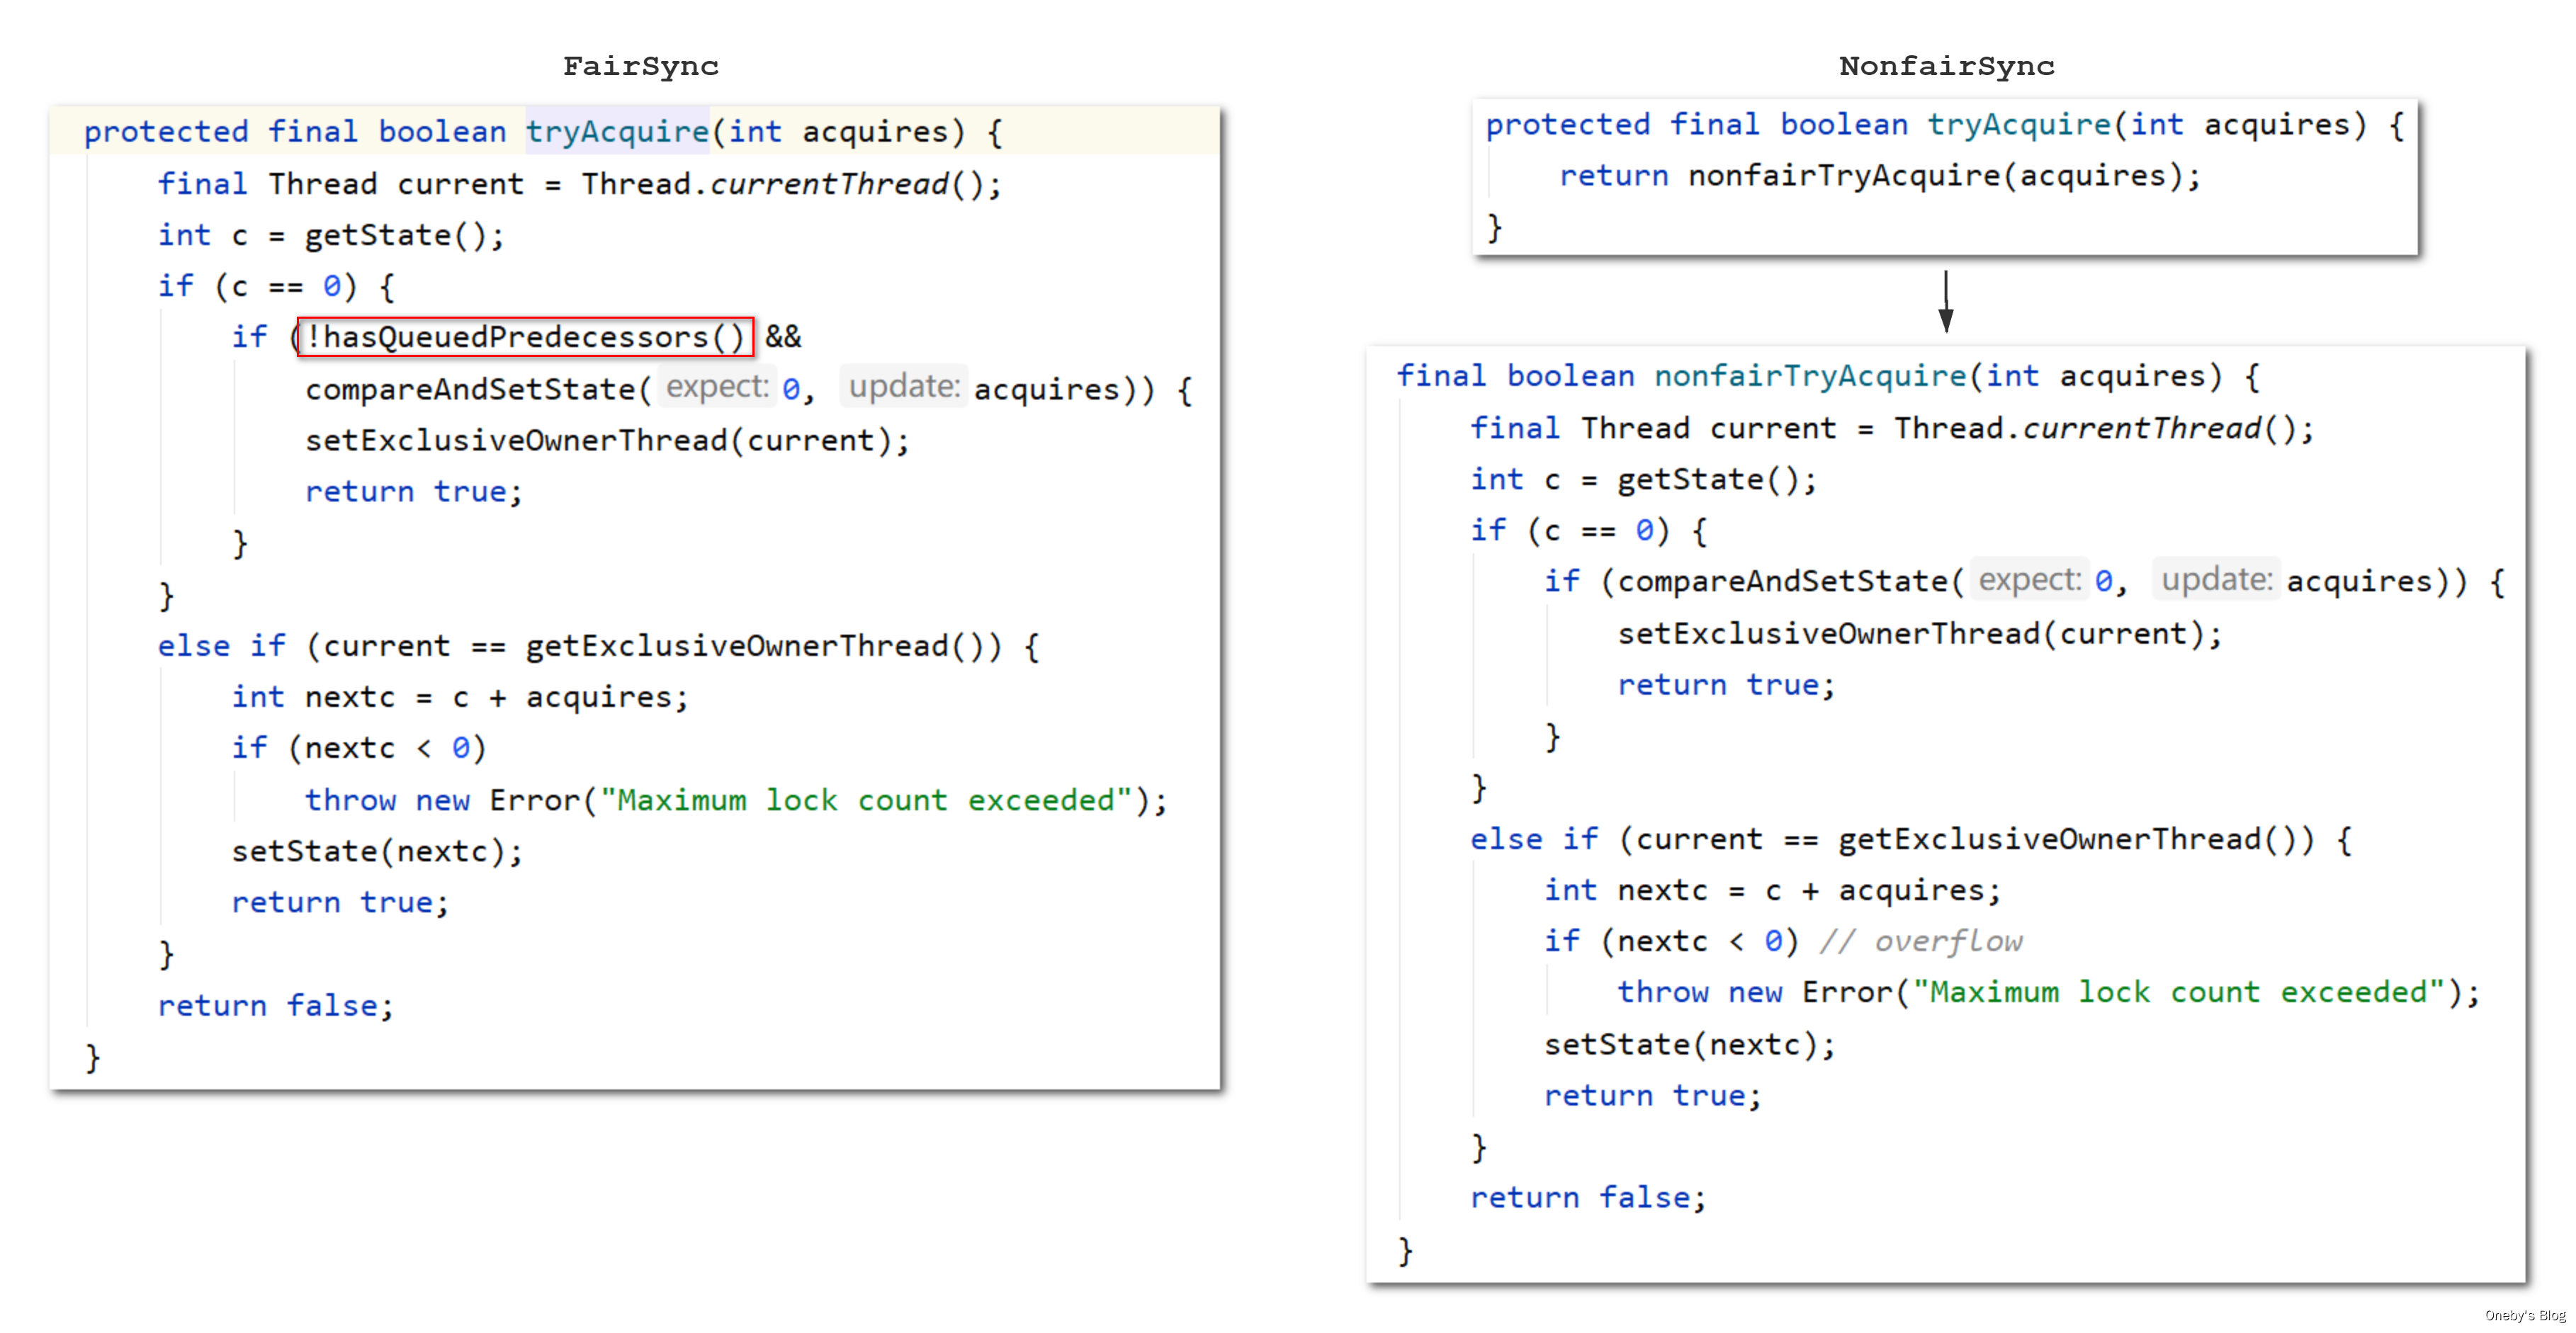 FairSync
protected final boolean tryAcquire(int acquires) {
    final Thread current = Thread.currentThread();
    int c = getState();
    if (c == 0) {
        if (!hasQueuedPredecessors() &&
            compareAndSetState( expect: 0, update: acquires)) {
            setExclusiveOwnerThread(current);
            return true;
        }
    }
    else if (current == getExclusiveOwnerThread()) {
        int nextc = c + acquires;
        if (nextc < 0)
            throw new Error("Maximum lock count exceeded");
        setState(nextc);
        return true;
    }
    return false;
}
NonfairSync
protected final boolean tryAcquire(int acquires) {
    return nonfairTryAcquire(acquires);
}
final boolean nonfairTryAcquire(int acquires) {
    final Thread current = Thread.currentThread();
    int c = getState();
    if (c == 0) {
        if (compareAndSetState( expect: 0, update: acquires)) {
            setExclusiveOwnerThread(current);
            return true;
        }
    }
    else if (current == getExclusiveOwnerThread()) {
        int nextc = c + acquires;
        if (nextc < 0) // overflow
            throw new Error("Maximum lock count exceeded");
        setState(nextc);
        return true;
    }
    return false;
}
Oneby's Blog